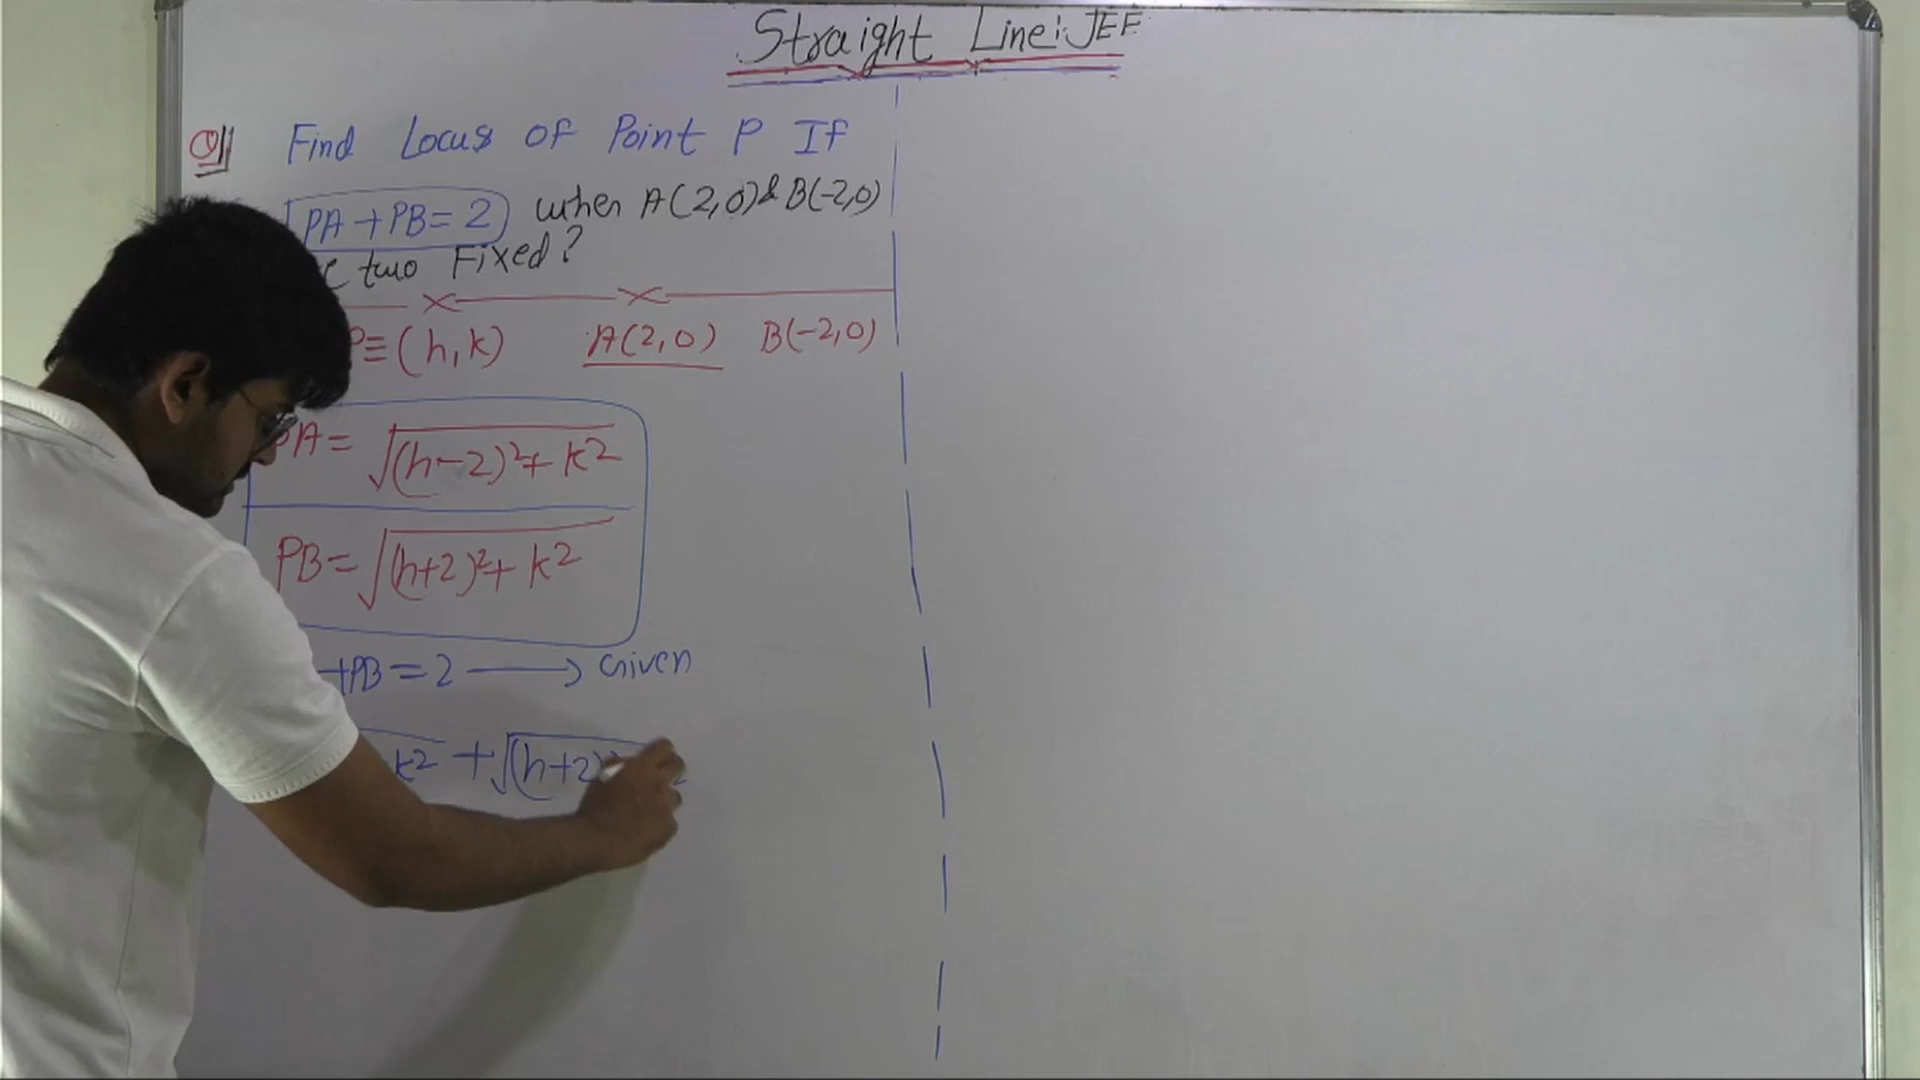 Straight Line:JEE
Q1 Find Locus of Point P If
PA+PB=2 when A(2,0)& B(-2,0)
two Fixed?
P≡(h,k) A(2,0) B(-2,0)
PA=√(h-2)²+k²
PB=√(h+2)²+k²
+PB=2 → Given
k² +√(h+2)²